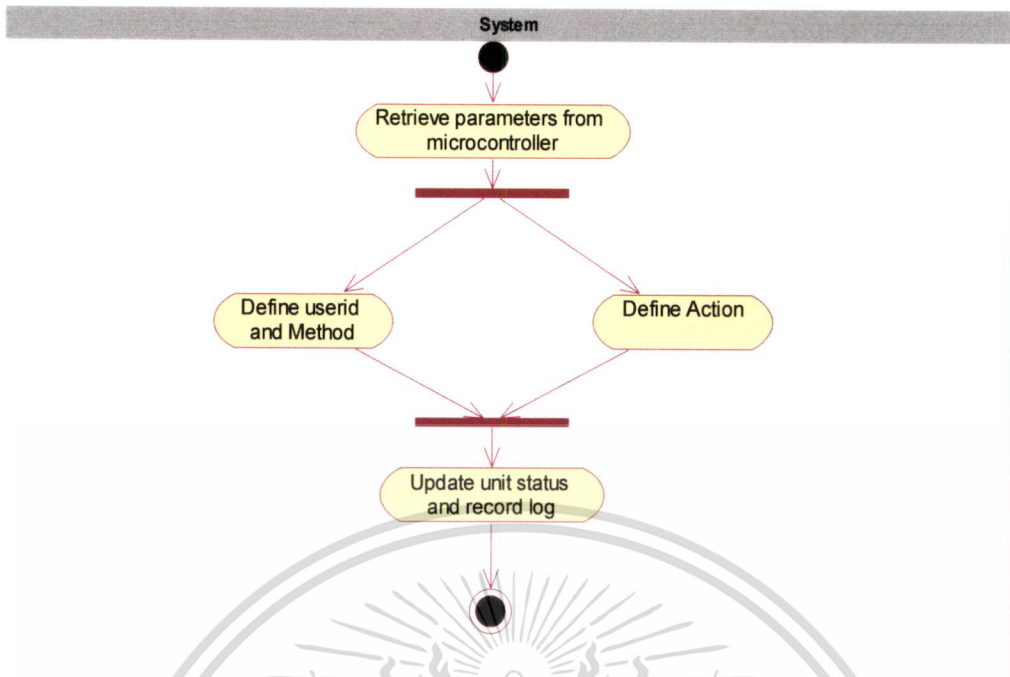 System
Retrieve parameters from
microcontroller
Define userid
and Method
Define Action
Update unit status
and record log